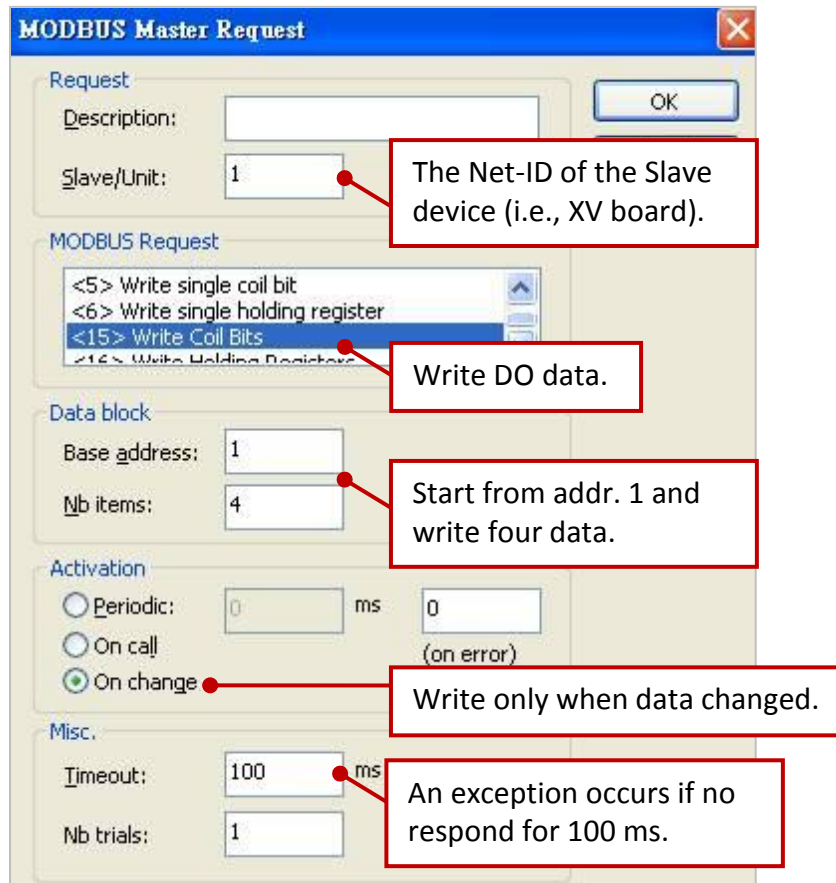 MODBUS Master Request
Request
OK
Description:
Slave/Unit:
1
The Net-ID of the Slave
device (i.e., XV board).
MODBUS Request
<5> Write single coil bit
<6> Write single holding register
<15> Write Coil Bits
<16> Write Holding Registers
Write DO data.
Data block
Base address:
1
Nb items:
4
Start from addr. 1 and
write four data.
Activation
Periodic:
0
ms
0
On call
(on error)
On change
Write only when data changed.
Misc.
Timeout:
100
ms
An exception occurs if no
respond for 100 ms.
Nb trials:
1